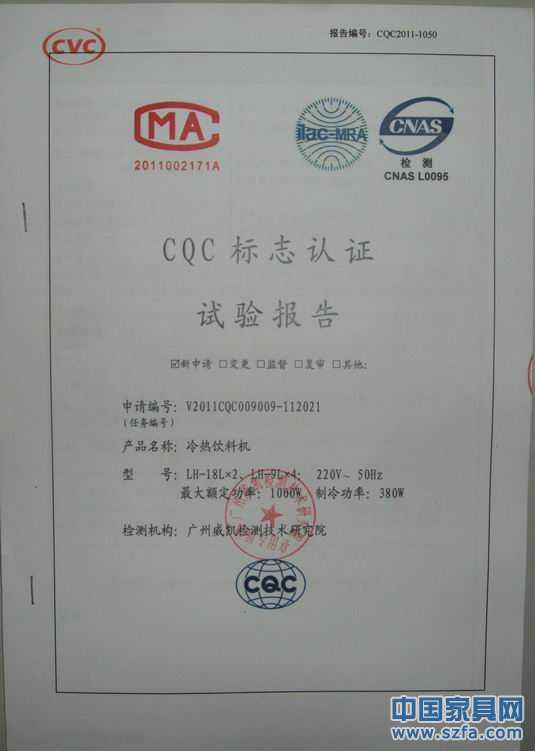 CVC
报告编号：CQC2011-1050
MA
2011002171A
ilac-MRA
CNAS
检 测
CNAS L0095
CQC 标志认证
试验报告
☑新申请 □变更 □监督 □复审 □其他:
申请编号: V2011CQC009009-112021
(任务编号)
产品名称: 冷热饮料机
型 号: LH-18L×2、LH-9L×4; 220V~ 50Hz
最大额定功率: 1000W 制冷功率: 380W
检测机构: 广州威凯检测技术研究院
CQC
中国家具网
www.szfa.com